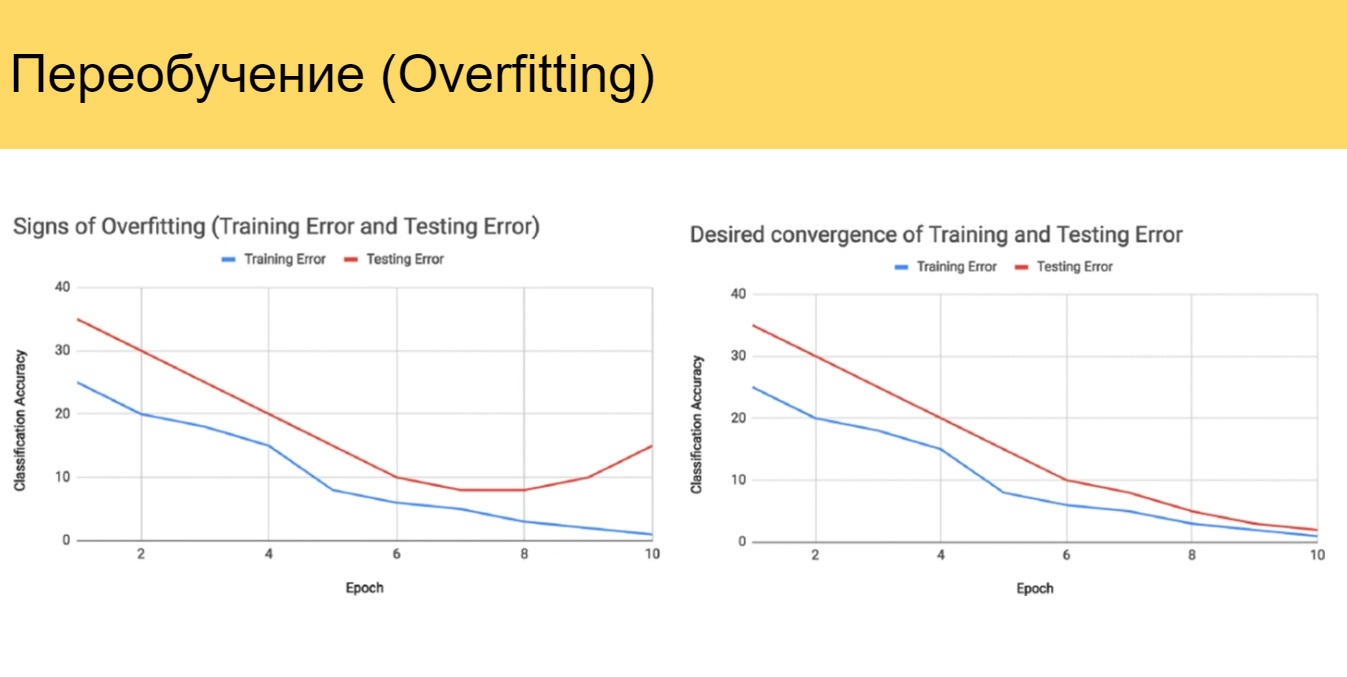 Переобучение (Overfitting)
Signs of Overfitting (Training Error and Testing Error)
Training Error Testing Error
40
30
20
10
0
Classification Accuracy
2 4 6 8 10
Epoch
Desired convergence of Training and Testing Error
Training Error Testing Error
40
30
20
10
0
Classification Accuracy
2 4 6 8 10
Epoch